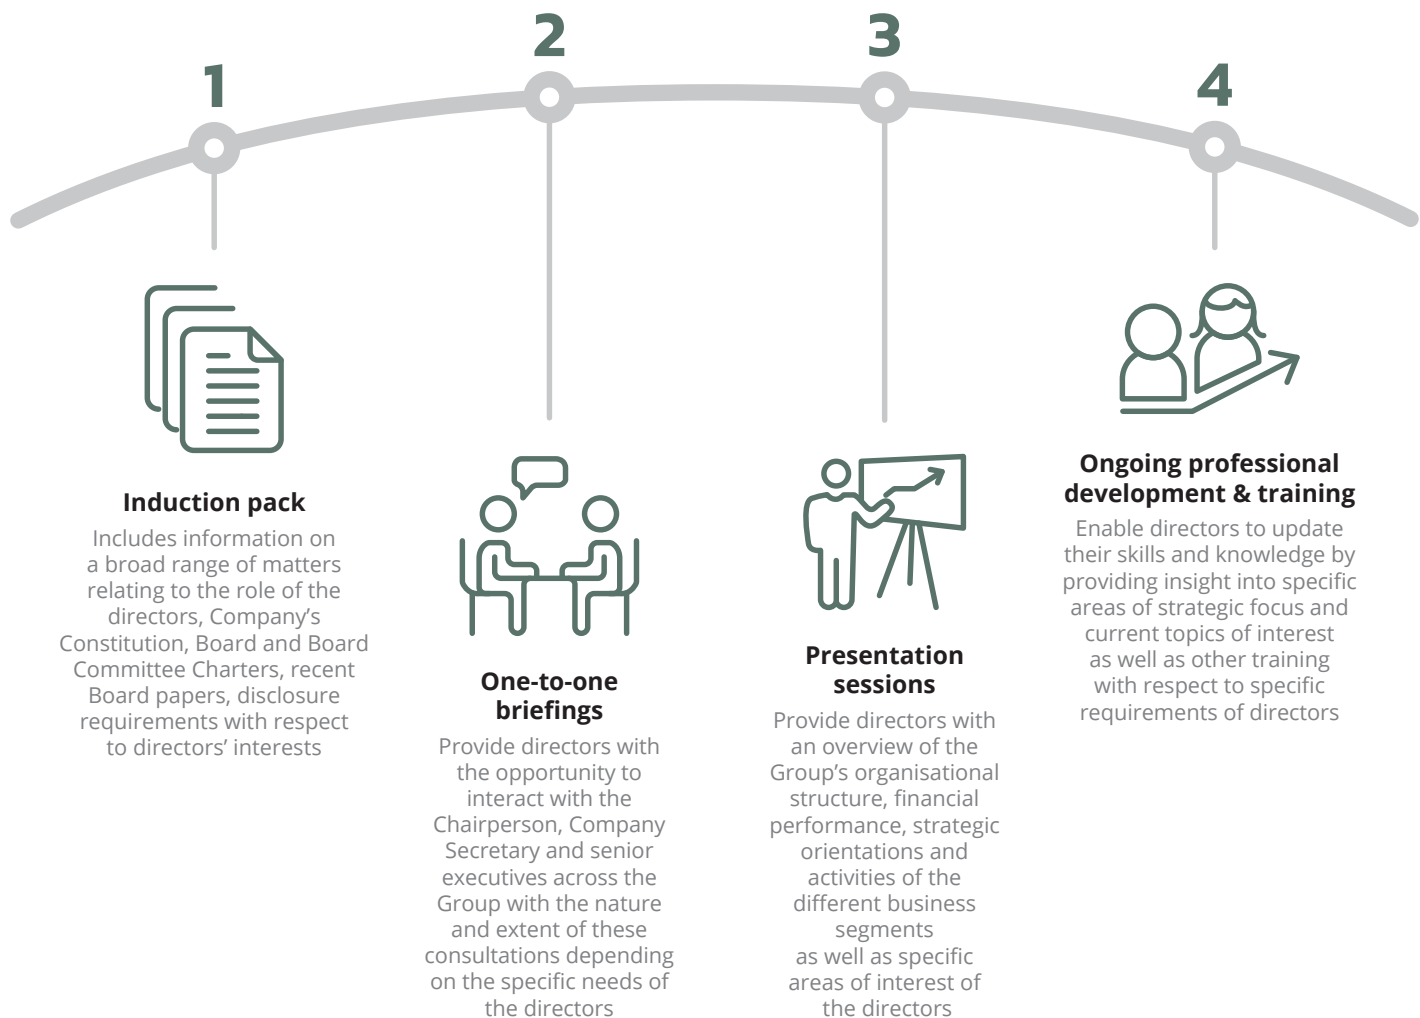 1
Induction pack
Includes information on
a broad range of matters
relating to the role of the
directors, Company’s
Constitution, Board and Board
Committee Charters, recent
Board papers, disclosure
requirements with respect
to directors’ interests
2
One-to-one
briefings
Provide directors with
the opportunity to
interact with the
Chairperson, Company
Secretary and senior
executives across the
Group with the nature
and extent of these
consultations depending
on the specific needs of
the directors
3
Presentation
sessions
Provide directors with
an overview of the
Group’s organisational
structure, financial
performance, strategic
orientations and
activities of the
different business
segments
as well as specific
areas of interest of
the directors
4
Ongoing professional
development & training
Enable directors to update
their skills and knowledge by
providing insight into specific
areas of strategic focus and
current topics of interest
as well as other training
with respect to specific
requirements of directors